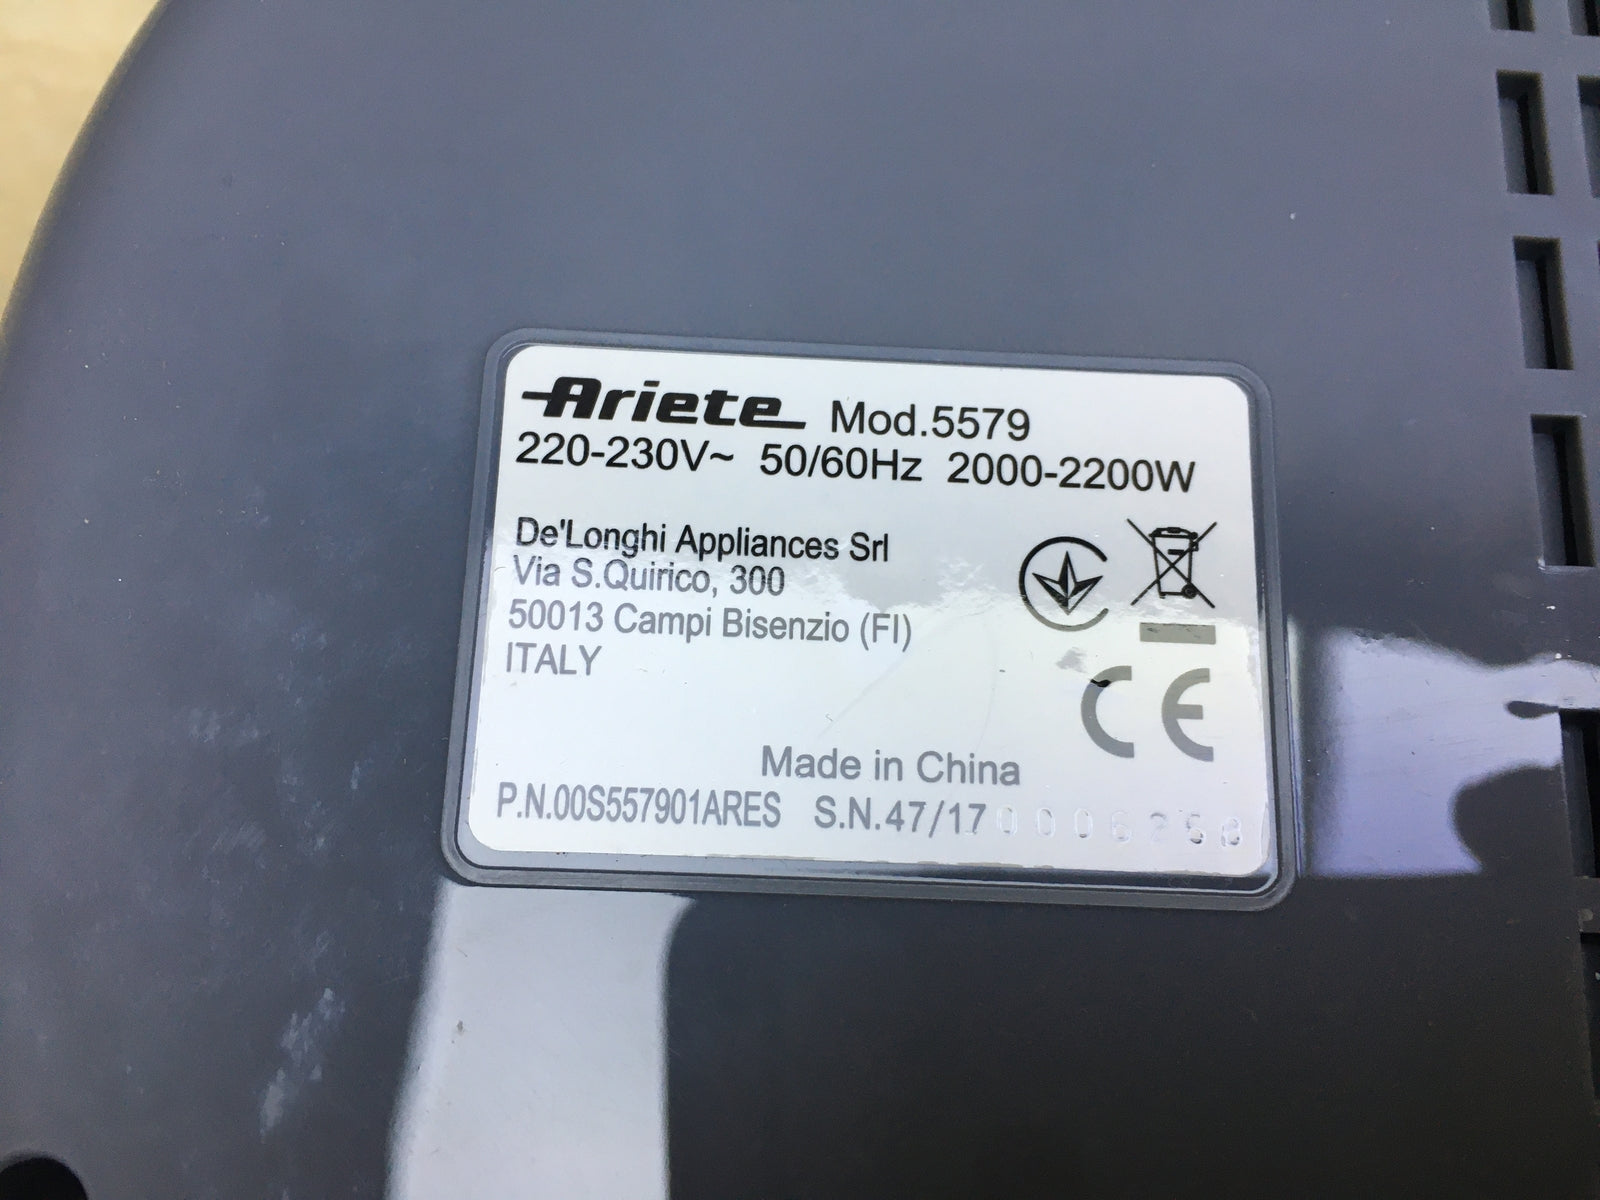 Ariete Mod.5579
220-230V~ 50/60Hz 2000-2200W
De'Longhi Appliances Srl
Via S.Quirico, 300
50013 Campi Bisenzio (FI)
ITALY
CE
Made in China
P.N.00S557901ARES S.N.47/17 0006258